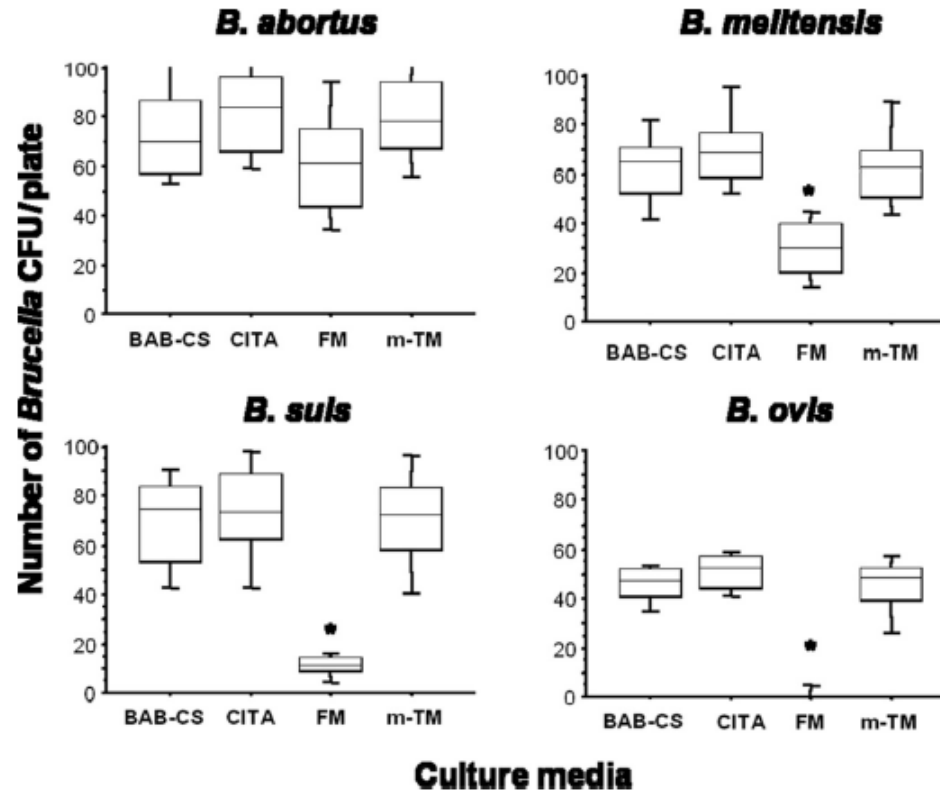 B. abortus
100
80
60
40
20
0
BAB-CS CITA FM m-TM
B. melitensis
100
80
60
*
40
20
0
BAB-CS CITA FM m-TM
B. suis
100
80
60
40
20
*
0
BAB-CS CITA FM m-TM
B. ovis
100
80
60
40
20
*
0
BAB-CS CITA FM m-TM
Number of Brucella CFU/plate
Culture media